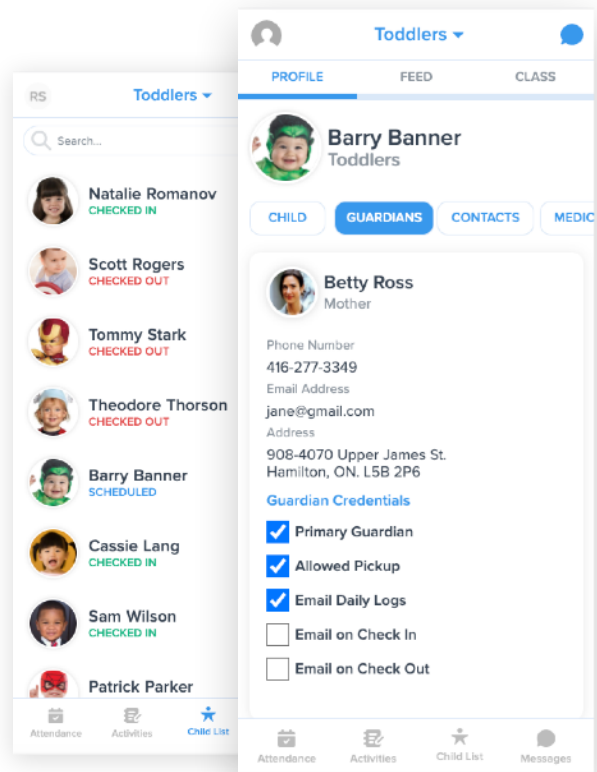 RS
Toddlers
Search...
Natalie Romanov
CHECKED IN
Scott Rogers
CHECKED OUT
Tommy Stark
CHECKED OUT
Theodore Thorson
CHECKED OUT
Barry Banner
SCHEDULED
Cassie Lang
CHECKED IN
Sam Wilson
CHECKED IN
Patrick Parker
Attendance
Activities
Child List
Toddlers
PROFILE
FEED
CLASS
Barry Banner
Toddlers
CHILD
GUARDIANS
CONTACTS
MEDIC
Betty Ross
Mother
Phone Number
416-277-3349
Email Address
jane@gmail.com
Address
908-4070 Upper James St.
Hamilton, ON. L5B 2P6
Guardian Credentials
Primary Guardian
Allowed Pickup
Email Daily Logs
Email on Check In
Email on Check Out
Attendance
Activities
Child List
Messages